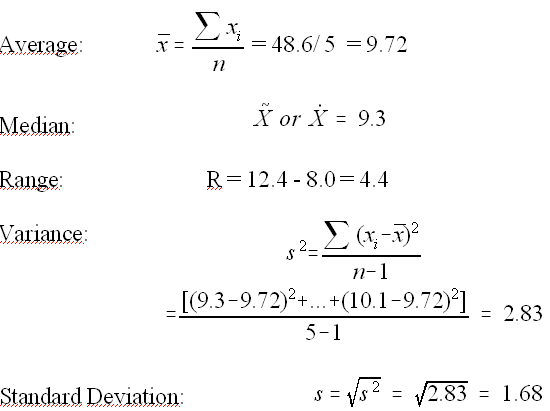 Average: x̄ = ∑ xᵢ / n = 48.6/5 = 9.72
Median: X̃ or Ẋ = 9.3
Range: R = 12.4 - 8.0 = 4.4
Variance: s² = ∑ (xᵢ – x̄)² / n–1
= [(9.3–9.72)²+...+(10.1–9.72)²] / 5–1 = 2.83
Standard Deviation: s = √s² = √2.83 = 1.68